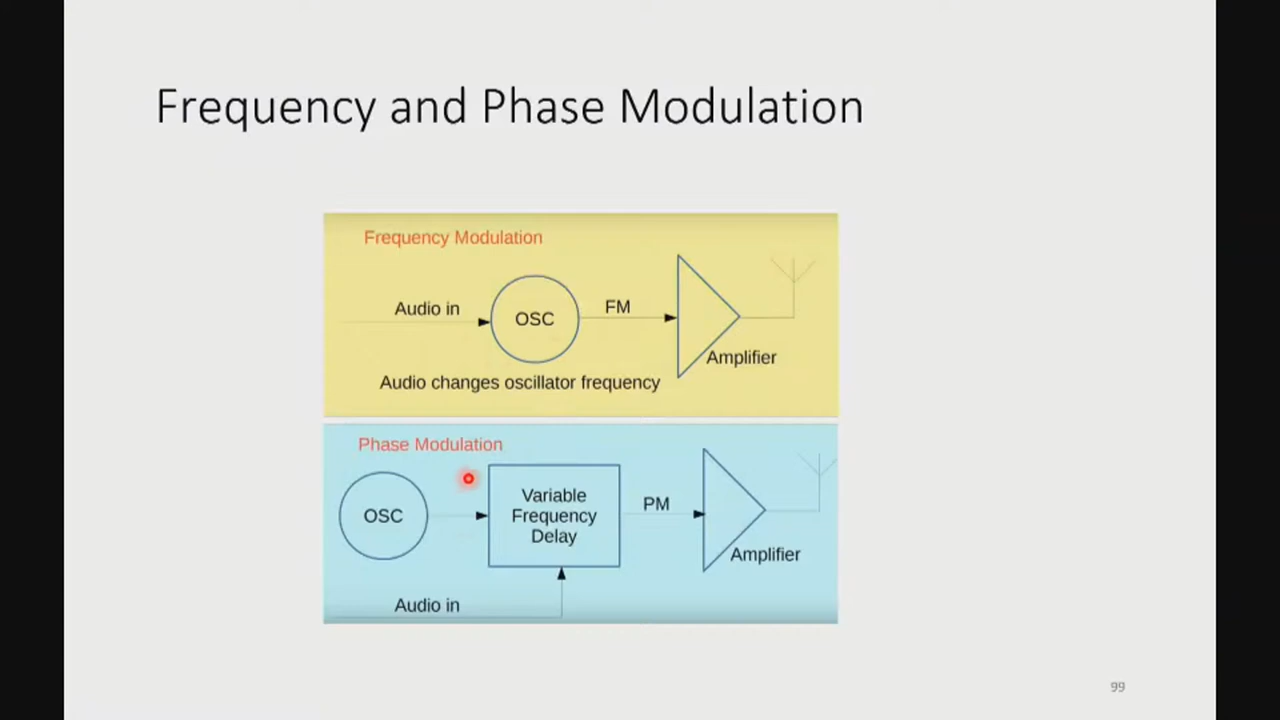 Frequency and Phase Modulation
Frequency Modulation
Audio in
OSC
FM
Amplifier
Audio changes oscillator frequency
Phase Modulation
OSC
Variable
Frequency
Delay
PM
Amplifier
Audio in
99